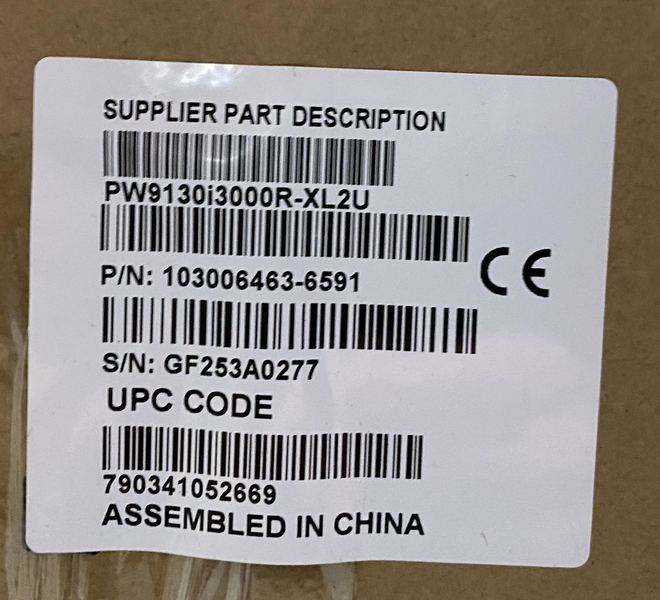 SUPPLIER PART DESCRIPTION
PW9130i3000R-XL2U
P/N: 103006463-6591
CE
S/N: GF253A0277
UPC CODE
790341052669
ASSEMBLED IN CHINA